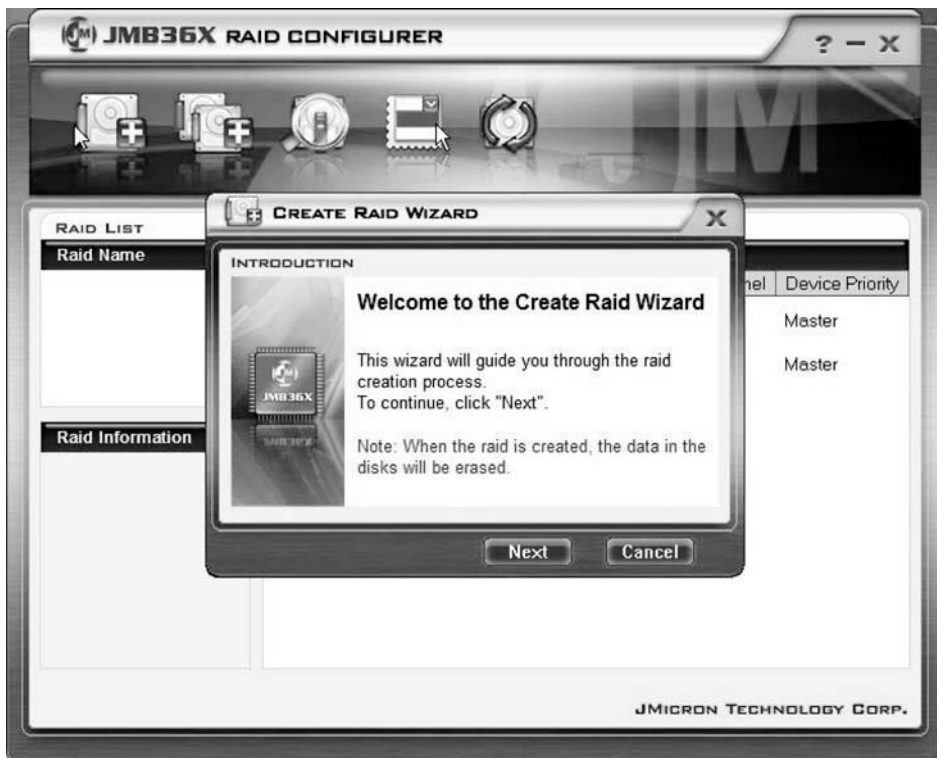 JMB36X RAID CONFIGURER
? – X
JM
RAID LIST
Raid Name
nel Device Priority
Master
Master
Raid Information
CREATE RAID WIZARD
X
INTRODUCTION
JM
JMB36X
Welcome to the Create Raid Wizard
This wizard will guide you through the raid
creation process.
To continue, click "Next".
Note: When the raid is created, the data in the
disks will be erased.
Next Cancel
JMICRON TECHNOLOGY CORP.